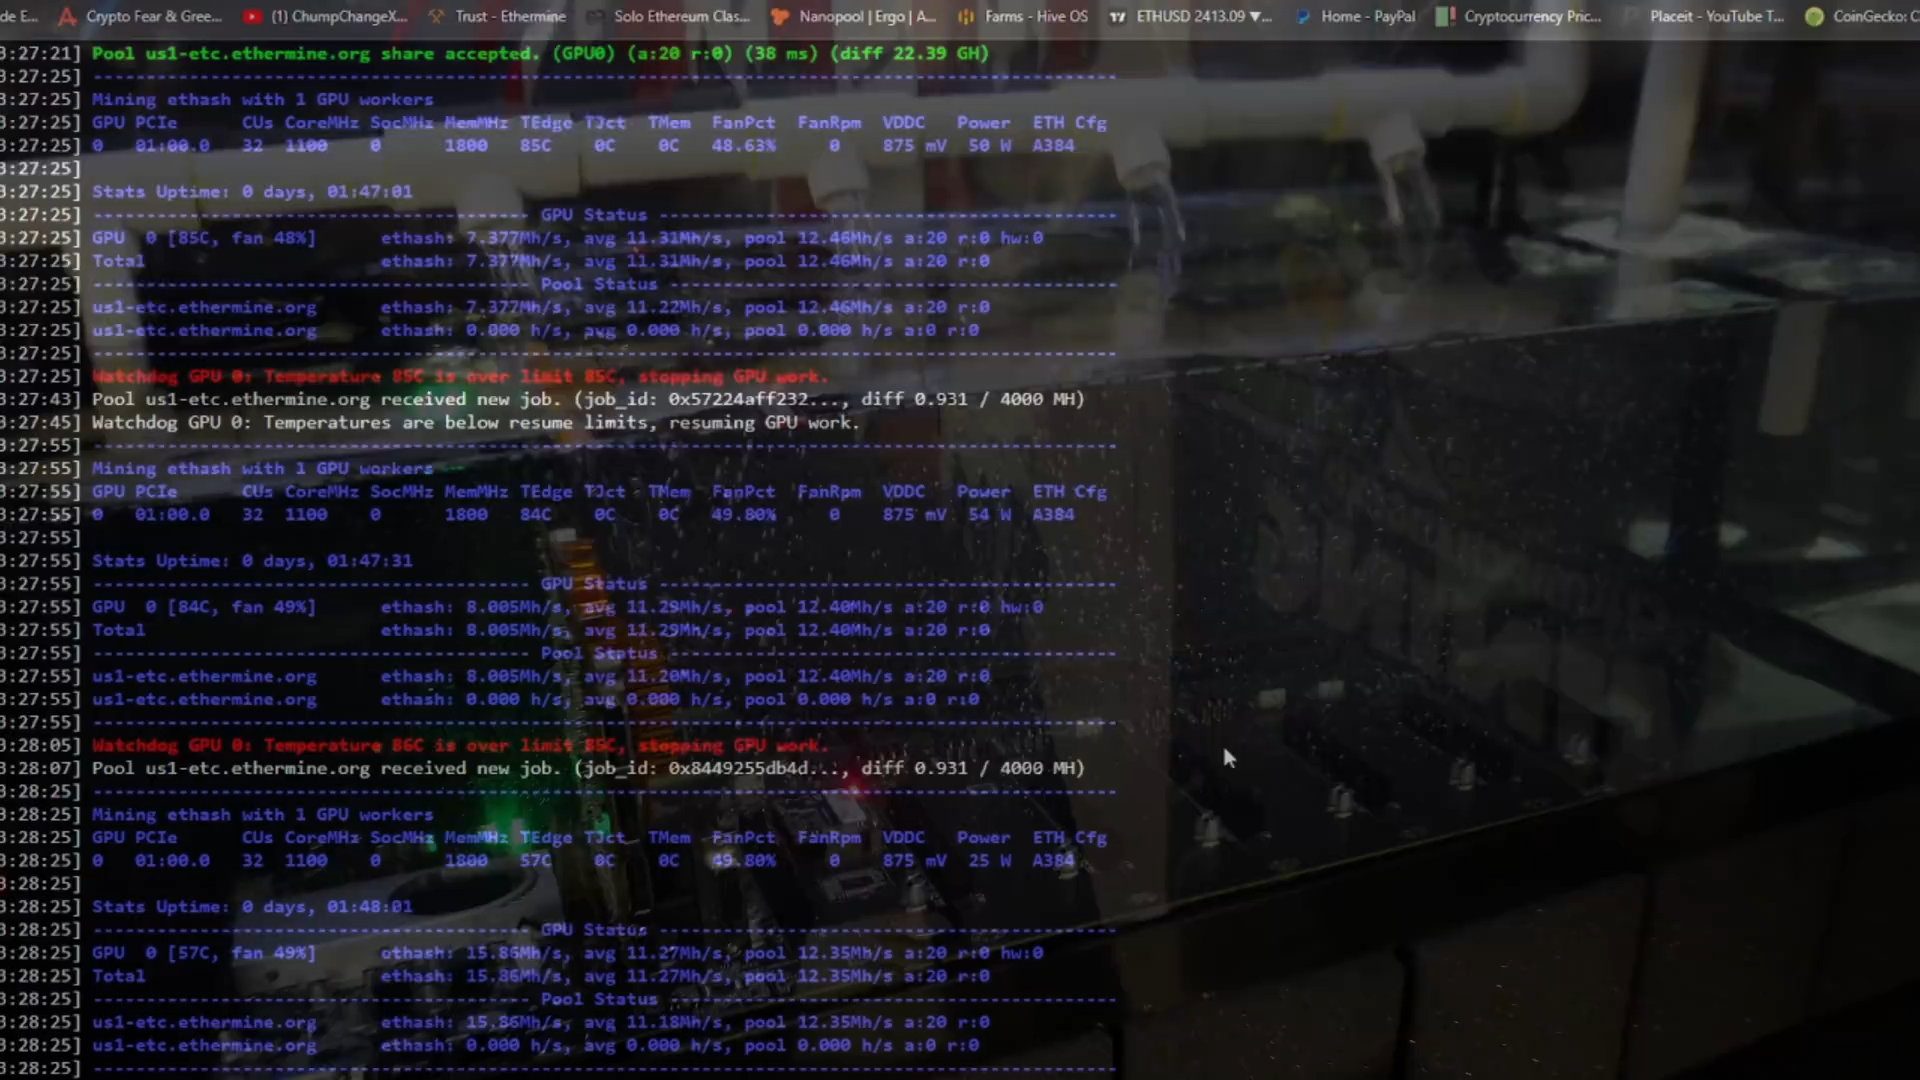 de E...
Crypto Fear & Gree...
(1) ChumpChangeX...
Trust - Ethermine
Solo Ethereum Clas...
Nanopool | Ergo | A...
Farms - Hive OS
ETHUSD 2413.09 ▼...
Home - PayPal
Cryptocurrency Pric...
Placeit - YouTube T...
CoinGecko: C
3:27:21] Pool us1-etc.ethermine.org share accepted. (GPU0) (a:20 r:0) (38 ms) (diff 22.39 GH)
3:27:25]
3:27:25] Mining ethash with 1 GPU workers
3:27:25] GPU PCIe CUs CoreMHz SocMHz MemMHz TEdge TJct TMem FanPct FanRpm VDDC Power ETH Cfg
3:27:25] 0 01:00.0 32 1100 0 1800 85C 0C 0C 48.63% 0 875 mV 50 W A384
3:27:25]
3:27:25] Stats Uptime: 0 days, 01:47:01
3:27:25] ---------- GPU Status ----------
3:27:25] GPU 0 [85C, fan 48%] ethash: 7.377Mh/s, avg 11.31Mh/s, pool 12.46Mh/s a:20 r:0 hw:0
3:27:25] Total ethash: 7.377Mh/s, avg 11.31Mh/s, pool 12.46Mh/s a:20 r:0
3:27:25] ---------- Pool Status ----------
3:27:25] us1-etc.ethermine.org ethash: 7.377Mh/s, avg 11.22Mh/s, pool 12.46Mh/s a:20 r:0
3:27:25] us1-etc.ethermine.org ethash: 0.000 h/s, avg 0.000 h/s, pool 0.000 h/s a:0 r:0
3:27:25]
3:27:25] Watchdog GPU 0: Temperature 85C is over limit 85C, stopping GPU work.
3:27:43] Pool us1-etc.ethermine.org received new job. (job_id: 0x57224aff232..., diff 0.931 / 4000 MH)
3:27:45] Watchdog GPU 0: Temperatures are below resume limits, resuming GPU work.
3:27:55]
3:27:55] Mining ethash with 1 GPU workers
3:27:55] GPU PCIe CUs CoreMHz SocMHz MemMHz TEdge TJct TMem FanPct FanRpm VDDC Power ETH Cfg
3:27:55] 0 01:00.0 32 1100 0 1800 84C 0C 0C 49.80% 0 875 mV 54 W A384
3:27:55]
3:27:55] Stats Uptime: 0 days, 01:47:31
3:27:55] ---------- GPU Status ----------
3:27:55] GPU 0 [84C, fan 49%] ethash: 8.005Mh/s, avg 11.29Mh/s, pool 12.40Mh/s a:20 r:0 hw:0
3:27:55] Total ethash: 8.005Mh/s, avg 11.29Mh/s, pool 12.40Mh/s a:20 r:0
3:27:55] ---------- Pool Status ----------
3:27:55] us1-etc.ethermine.org ethash: 8.005Mh/s, avg 11.20Mh/s, pool 12.40Mh/s a:20 r:0
3:27:55] us1-etc.ethermine.org ethash: 0.000 h/s, avg 0.000 h/s, pool 0.000 h/s a:0 r:0
3:27:55]
3:28:05] Watchdog GPU 0: Temperature 86C is over limit 85C, stopping GPU work.
3:28:07] Pool us1-etc.ethermine.org received new job. (job_id: 0x8449255db4d..., diff 0.931 / 4000 MH)
3:28:25]
3:28:25] Mining ethash with 1 GPU workers
3:28:25] GPU PCIe CUs CoreMHz SocMHz MemMHz TEdge TJct TMem FanPct FanRpm VDDC Power ETH Cfg
3:28:25] 0 01:00.0 32 1100 0 1800 57C 0C 0C 49.80% 0 875 mV 25 W A384
3:28:25]
3:28:25] Stats Uptime: 0 days, 01:48:01
3:28:25] ---------- GPU Status ----------
3:28:25] GPU 0 [57C, fan 49%] ethash: 15.86Mh/s, avg 11.27Mh/s, pool 12.35Mh/s a:20 r:0 hw:0
3:28:25] Total ethash: 15.86Mh/s, avg 11.27Mh/s, pool 12.35Mh/s a:20 r:0
3:28:25] ---------- Pool Status ----------
3:28:25] us1-etc.ethermine.org ethash: 15.86Mh/s, avg 11.18Mh/s, pool 12.35Mh/s a:20 r:0
3:28:25] us1-etc.ethermine.org ethash: 0.000 h/s, avg 0.000 h/s, pool 0.000 h/s a:0 r:0
3:28:25]